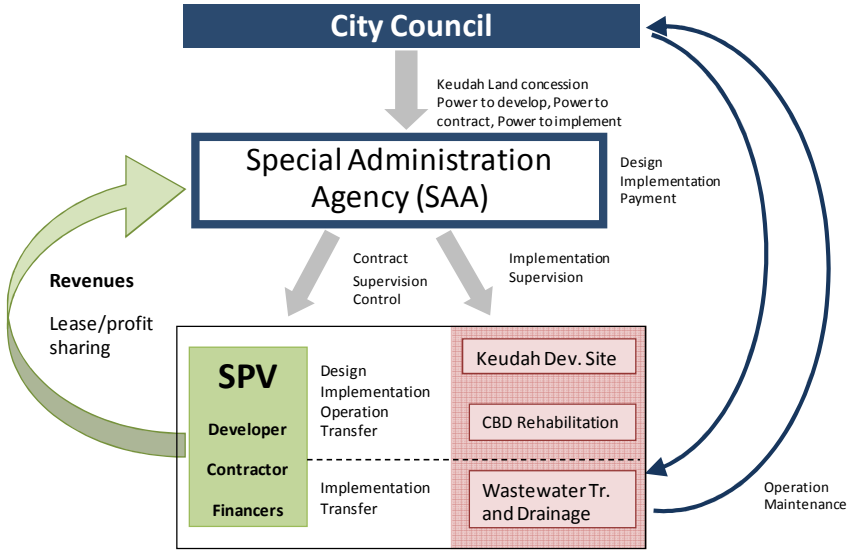 City Council
Keudah Land concession
Power to develop, Power to
contract, Power to implement
Special Administration
Agency (SAA)
Design
Implementation
Payment
Contract
Supervision
Control
Implementation
Supervision
Revenues
Lease/profit
sharing
SPV
Developer
Contractor
Financers
Design
Implementation
Operation
Transfer
Implementation
Transfer
Keudah Dev. Site
CBD Rehabilitation
Wastewater Tr.
and Drainage
Operation
Maintenance